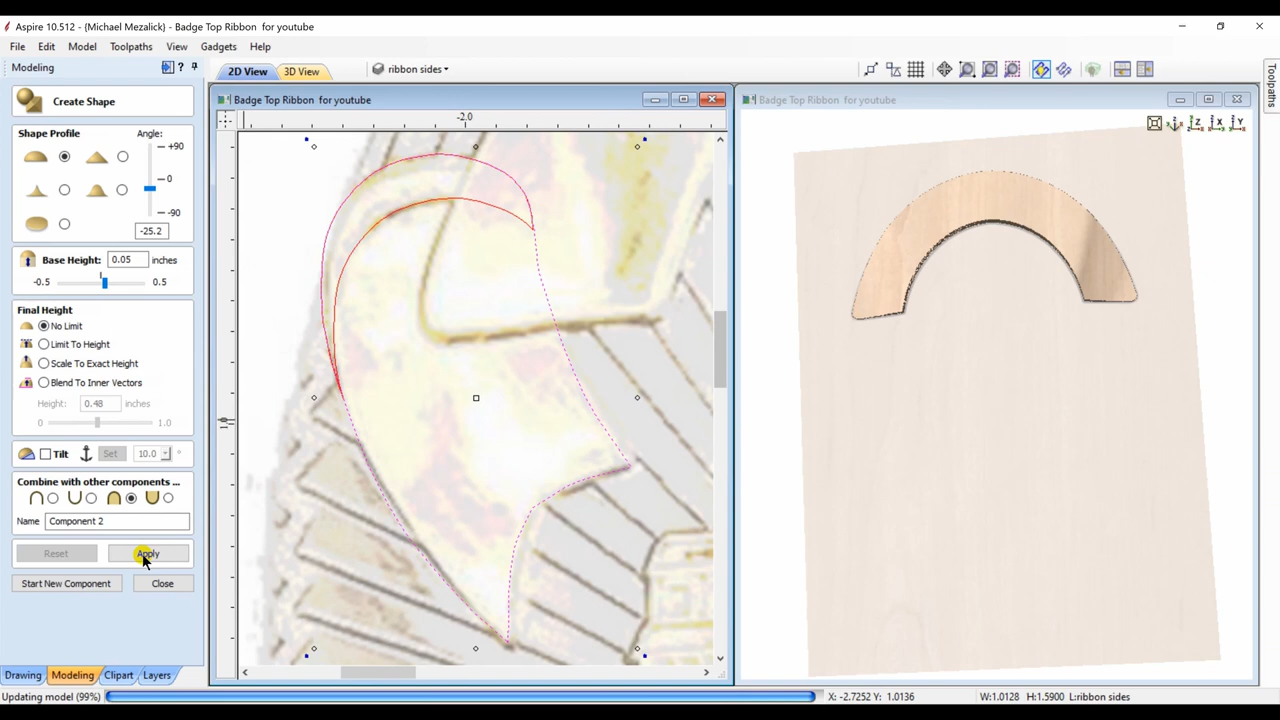 Aspire 10.512 - {Michael Mezalick} - Badge Top Ribbon for youtube
File Edit Model Toolpaths View Gadgets Help
Modeling ?
2D View 3D View ribbon sides
Toolpaths
Create Shape
Badge Top Ribbon for youtube
Badge Top Ribbon for youtube
-2.0
Z X Y
Shape Profile Angle:
+90
0
-90
-25.2
Base Height: 0.05 inches
-0.5 0.5
Final Height
No Limit
Limit To Height
Scale To Exact Height
Blend To Inner Vectors
Height: 0.48 inches
0 1.0
Tilt Set 10.0 °
Combine with other components ...
Name Component 2
Reset Apply
Start New Component Close
Drawing Modeling Clipart Layers
Updating model (99%) X: -2.7252 Y: 1.0136 W:1.0128 H:1.5900 L:ribbon sides